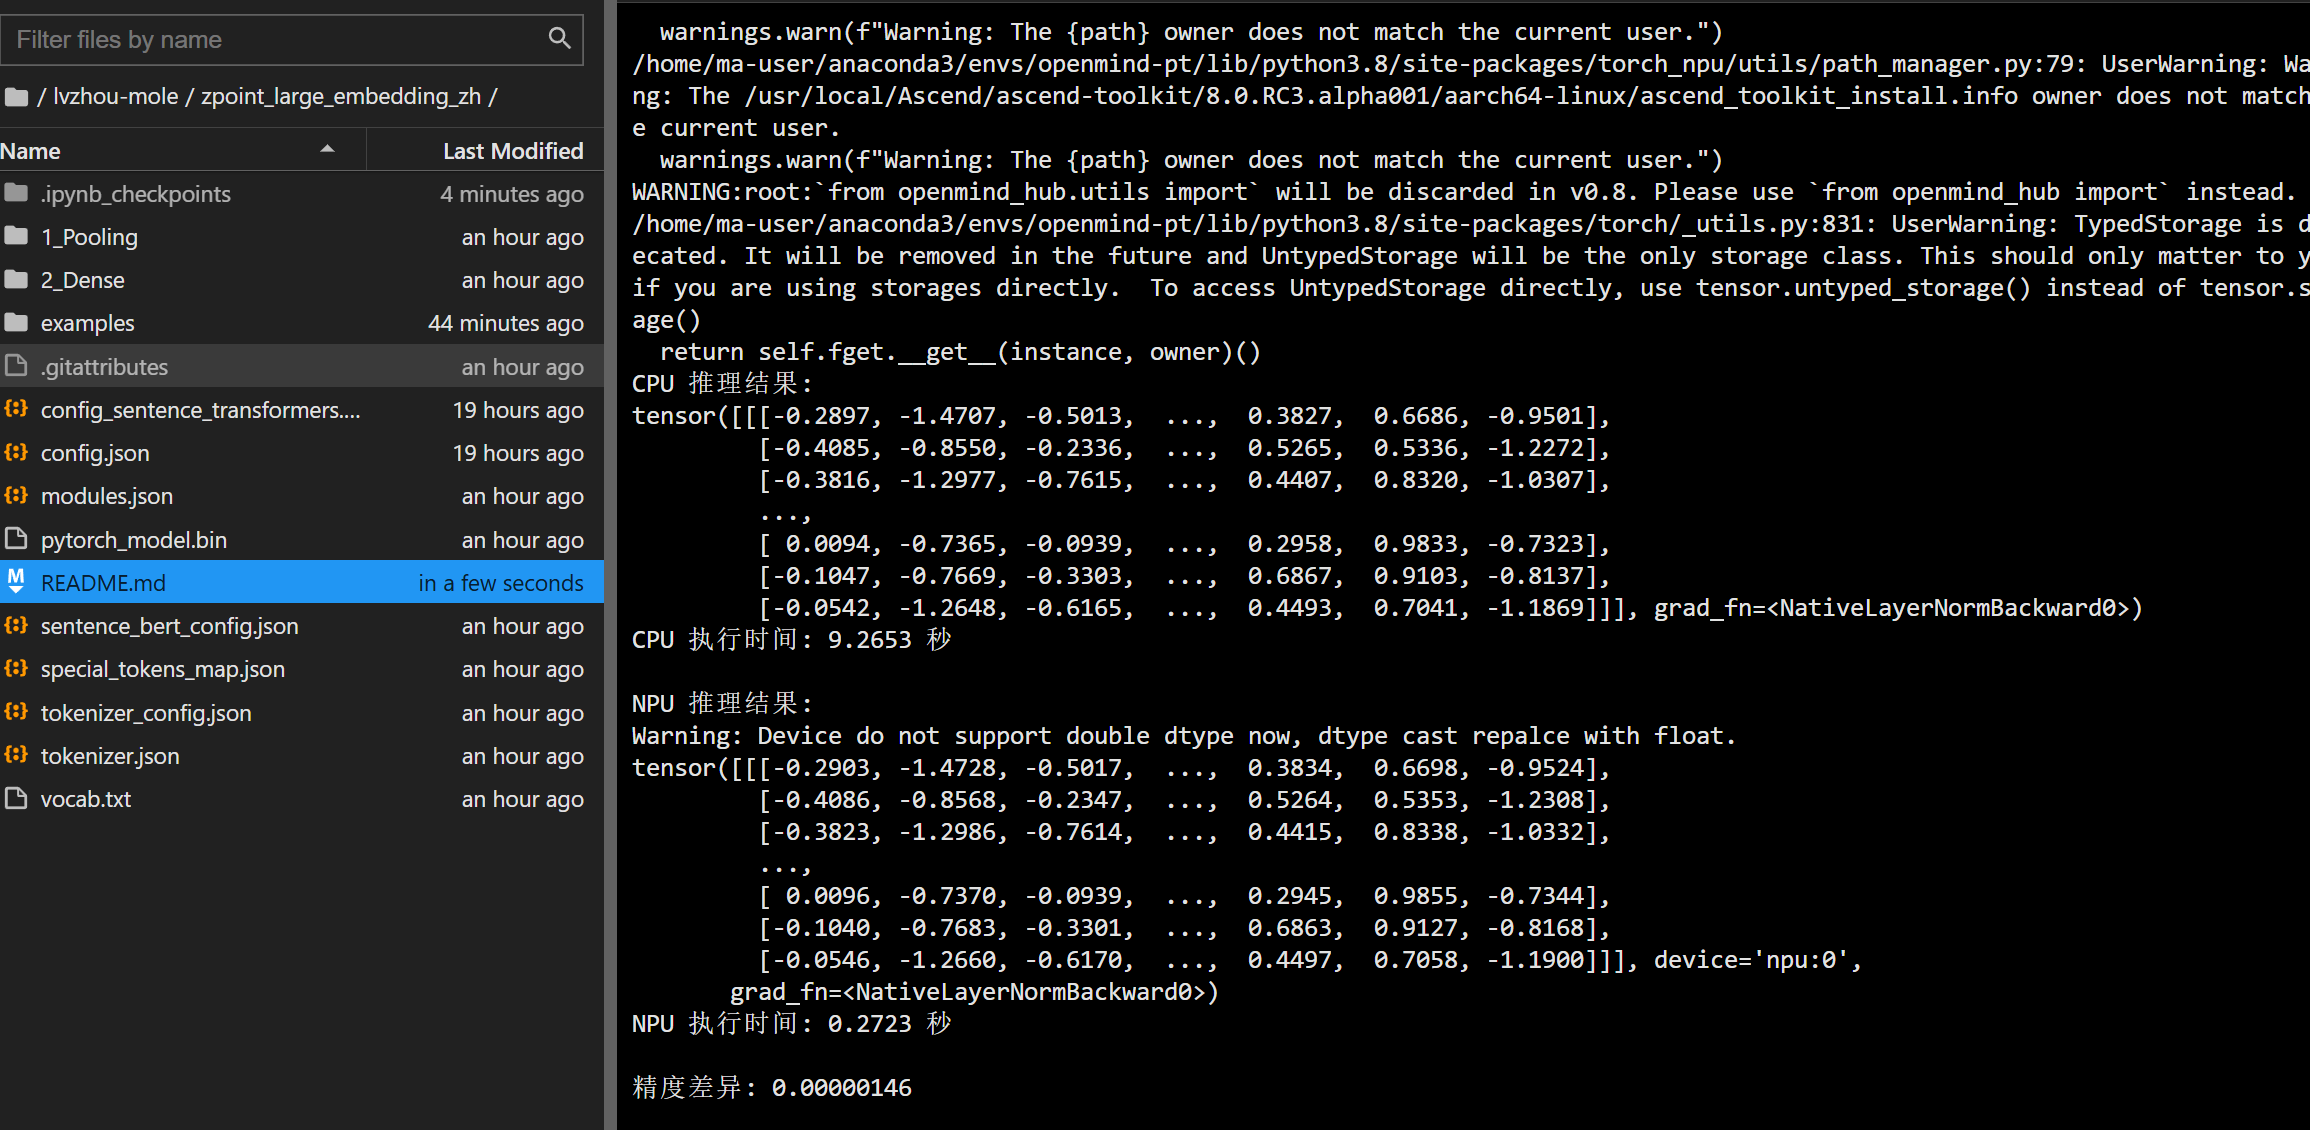 Filter files by name
/ lvzhou-mole / zpoint_large_embedding_zh /
Name Last Modified
.ipynb_checkpoints 4 minutes ago
1_Pooling an hour ago
2_Dense an hour ago
examples 44 minutes ago
.gitattributes an hour ago
config_sentence_transformers.... 19 hours ago
config.json 19 hours ago
modules.json an hour ago
pytorch_model.bin an hour ago
README.md in a few seconds
sentence_bert_config.json an hour ago
special_tokens_map.json an hour ago
tokenizer_config.json an hour ago
tokenizer.json an hour ago
vocab.txt an hour ago
warnings.warn(f"Warning: The {path} owner does not match the current user.")
/home/ma-user/anaconda3/envs/openmind-pt/lib/python3.8/site-packages/torch_npu/utils/path_manager.py:79: UserWarning: Wa
ng: The /usr/local/Ascend/ascend-toolkit/8.0.RC3.alpha001/aarch64-linux/ascend_toolkit_install.info owner does not match
e current user.
warnings.warn(f"Warning: The {path} owner does not match the current user.")
WARNING:root:`from openmind_hub.utils import` will be discarded in v0.8. Please use `from openmind_hub import` instead.
/home/ma-user/anaconda3/envs/openmind-pt/lib/python3.8/site-packages/torch/_utils.py:831: UserWarning: TypedStorage is d
ecated. It will be removed in the future and UntypedStorage will be the only storage class. This should only matter to y
if you are using storages directly.  To access UntypedStorage directly, use tensor.untyped_storage() instead of tensor.s
age()
return self.fget.__get__(instance, owner)()
CPU 推理结果:
tensor([[[-0.2897, -1.4707, -0.5013,  ...,  0.3827,  0.6686, -0.9501],
[-0.4085, -0.8550, -0.2336,  ...,  0.5265,  0.5336, -1.2272],
[-0.3816, -1.2977, -0.7615,  ...,  0.4407,  0.8320, -1.0307],
...,
[ 0.0094, -0.7365, -0.0939,  ...,  0.2958,  0.9833, -0.7323],
[-0.1047, -0.7669, -0.3303,  ...,  0.6867,  0.9103, -0.8137],
[-0.0542, -1.2648, -0.6165,  ...,  0.4493,  0.7041, -1.1869]]], grad_fn=<NativeLayerNormBackward0>)
CPU 执行时间: 9.2653 秒
NPU 推理结果:
Warning: Device do not support double dtype now, dtype cast repalce with float.
tensor([[[-0.2903, -1.4728, -0.5017,  ...,  0.3834,  0.6698, -0.9524],
[-0.4086, -0.8568, -0.2347,  ...,  0.5264,  0.5353, -1.2308],
[-0.3823, -1.2986, -0.7614,  ...,  0.4415,  0.8338, -1.0332],
...,
[ 0.0096, -0.7370, -0.0939,  ...,  0.2945,  0.9855, -0.7344],
[-0.1040, -0.7683, -0.3301,  ...,  0.6863,  0.9127, -0.8168],
[-0.0546, -1.2660, -0.6170,  ...,  0.4497,  0.7058, -1.1900]]], device='npu:0',
grad_fn=<NativeLayerNormBackward0>)
NPU 执行时间: 0.2723 秒
精度差异: 0.00000146